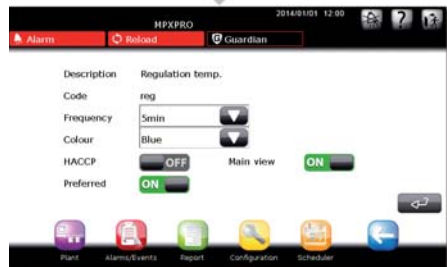 2014/01/01 12:00
MPXPRO
Alarm Reload Guardian
Description Regulation temp.
Code reg
Frequency 5min
Colour Blue
HACCP OFF Main view ON
Preferred ON
Plant Alarms/Events Report Configuration Scheduler